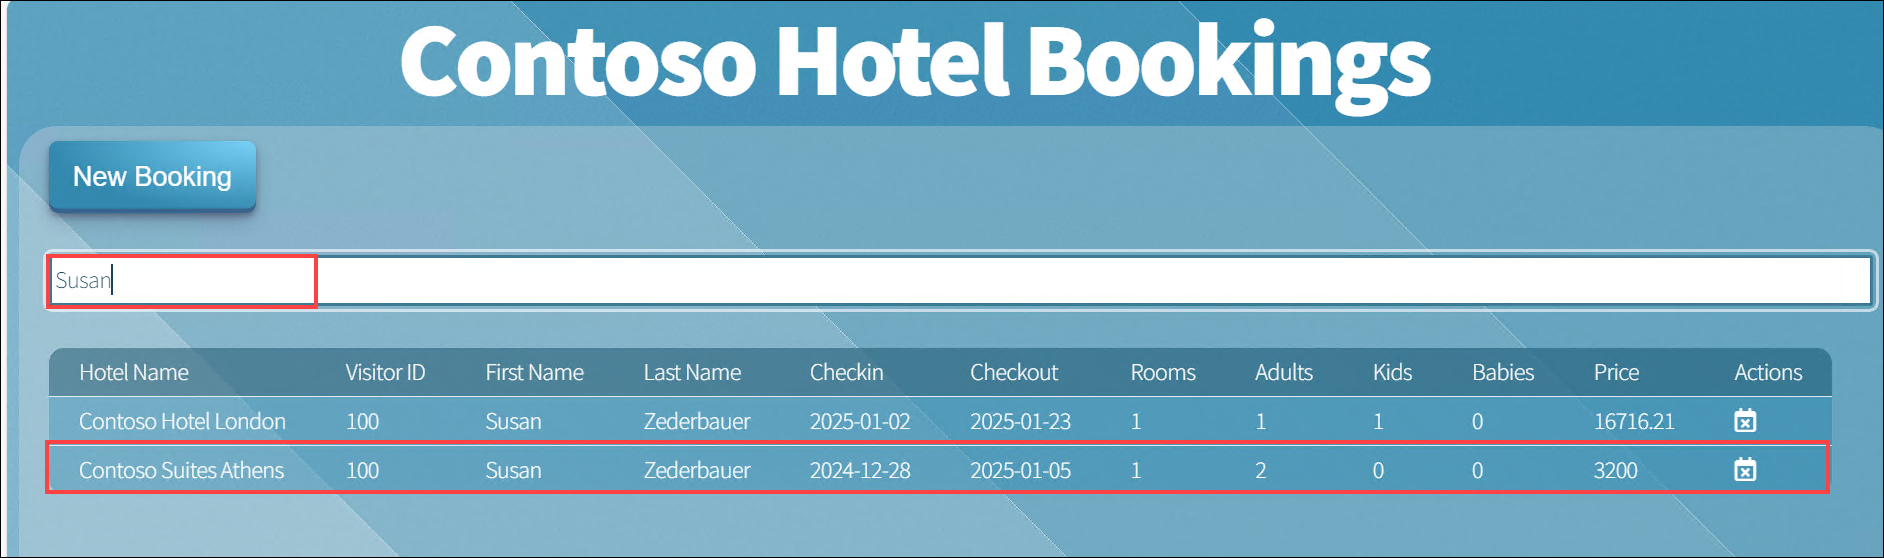 Contoso Hotel Bookings
New Booking
Susan
Hotel Name Visitor ID First Name Last Name Checkin Checkout Rooms Adults Kids Babies Price Actions
Contoso Hotel London 100 Susan Zederbauer 2025-01-02 2025-01-23 1 1 1 0 16716.21
Contoso Suites Athens 100 Susan Zederbauer 2024-12-28 2025-01-05 1 2 0 0 3200